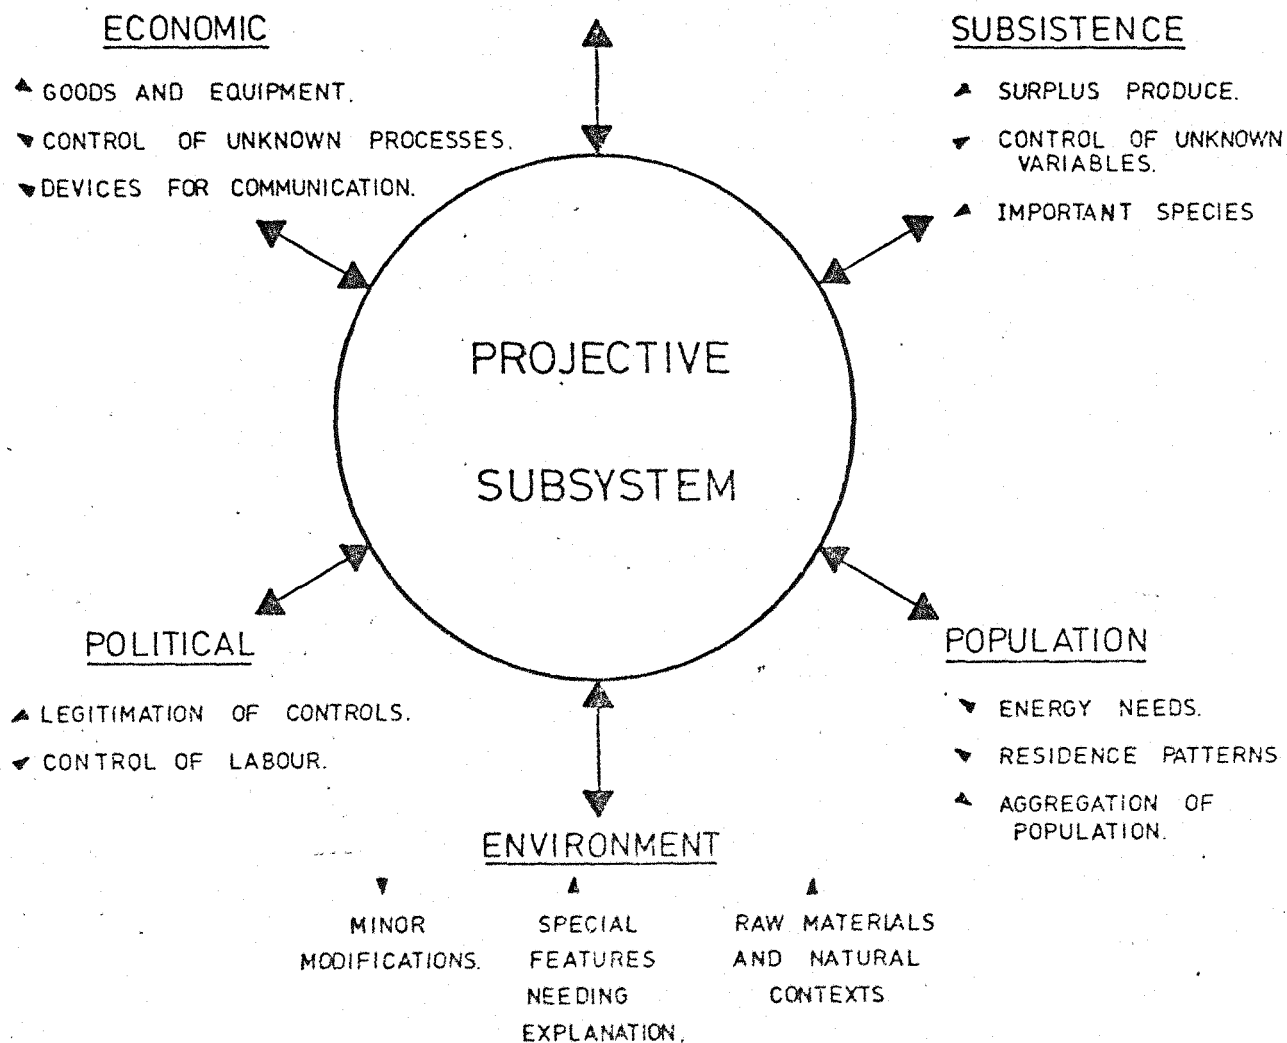 ECONOMIC
GOODS AND EQUIPMENT.
CONTROL OF UNKNOWN PROCESSES.
DEVICES FOR COMMUNICATION.
SUBSISTENCE
SURPLUS PRODUCE.
CONTROL OF UNKNOWN
VARIABLES.
IMPORTANT SPECIES
PROJECTIVE
SUBSYSTEM
POLITICAL
LEGITIMATION OF CONTROLS.
CONTROL OF LABOUR.
POPULATION
ENERGY NEEDS.
RESIDENCE PATTERNS
AGGREGATION OF
POPULATION.
ENVIRONMENT
MINOR
MODIFICATIONS.
SPECIAL
FEATURES
NEEDING
EXPLANATION.
RAW MATERIALS
AND NATURAL
CONTEXTS